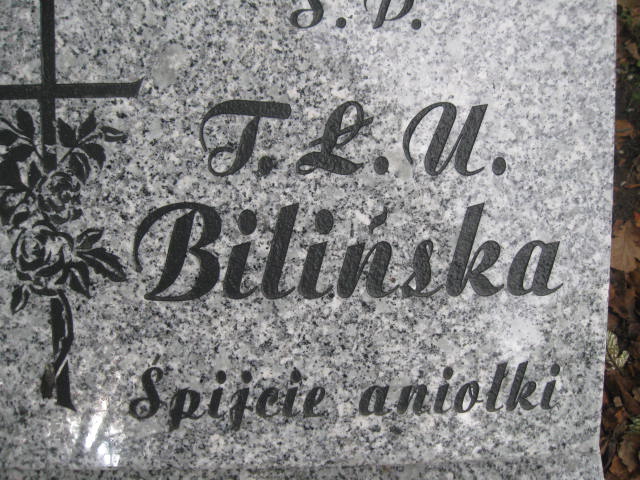 Ś. P.
T. Ł. U.
Bilińska
Śpijcie aniołki